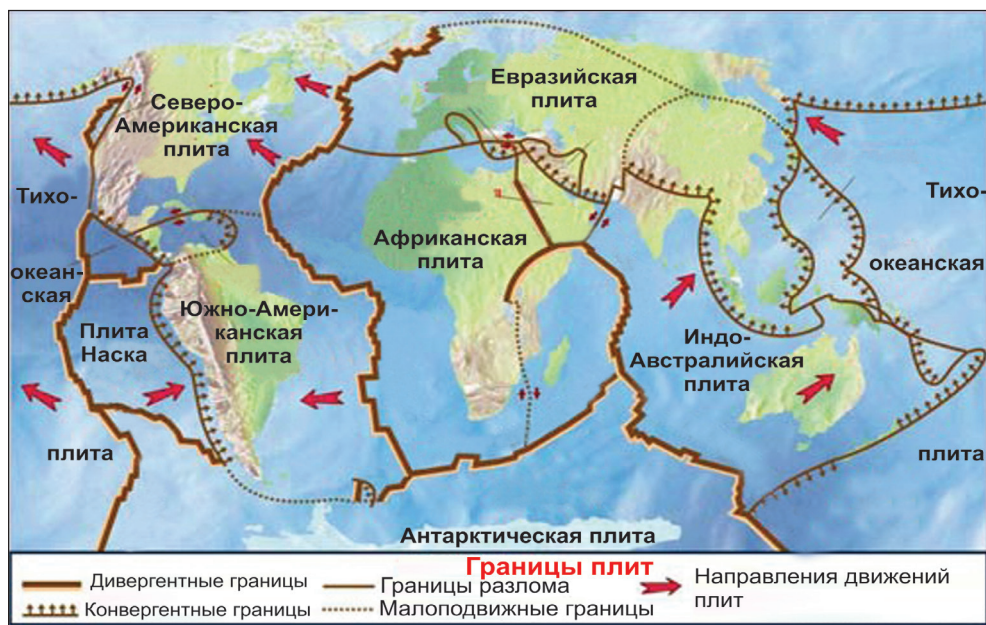 Евразийская
плита
Северо-
Американская
плита
Тихо-
Тихо-
Африканская
плита
океан-
ская
океанская
Южно-Амери-
канская
плита
Плита
Наска
Индо-
Австралийская
плита
плита
плита
Антарктическая плита
Границы плит
Дивергентные границы
Границы разлома
Направления движений
плит
Конвергентные границы
Малоподвижные границы